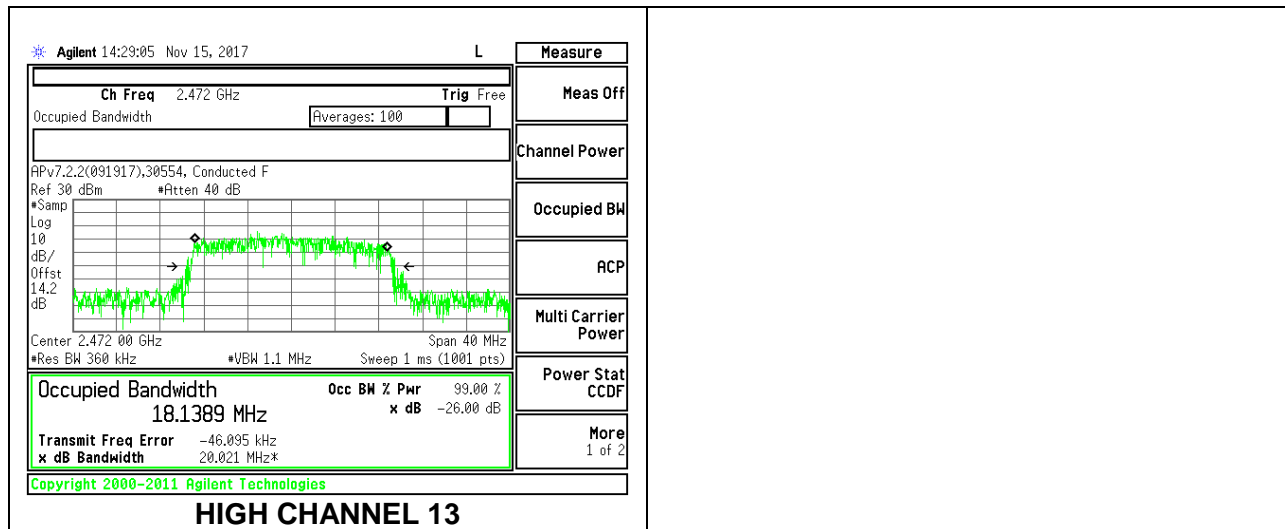 Agilent 14:29:05 Nov 15, 2017 L
Measure
Ch Freq 2.472 GHz Trig Free
Occupied Bandwidth Averages: 100
APv7.2.2(091917),30554, Conducted F
Ref 30 dBm #Atten 40 dB
#Samp
Log
10
dB/
Offst
14.2
dB
Center 2.472 00 GHz Span 40 MHz
#Res BW 360 kHz #VBW 1.1 MHz Sweep 1 ms (1001 pts)
Occupied Bandwidth Occ BW % Pwr 99.00 %
18.1389 MHz x dB -26.00 dB
Transmit Freq Error -46.095 kHz
x dB Bandwidth 20.021 MHz*
Meas Off
Channel Power
Occupied BW
ACP
Multi Carrier
Power
Power Stat
CCDF
More
1 of 2
Copyright 2000-2011 Agilent Technologies
HIGH CHANNEL 13